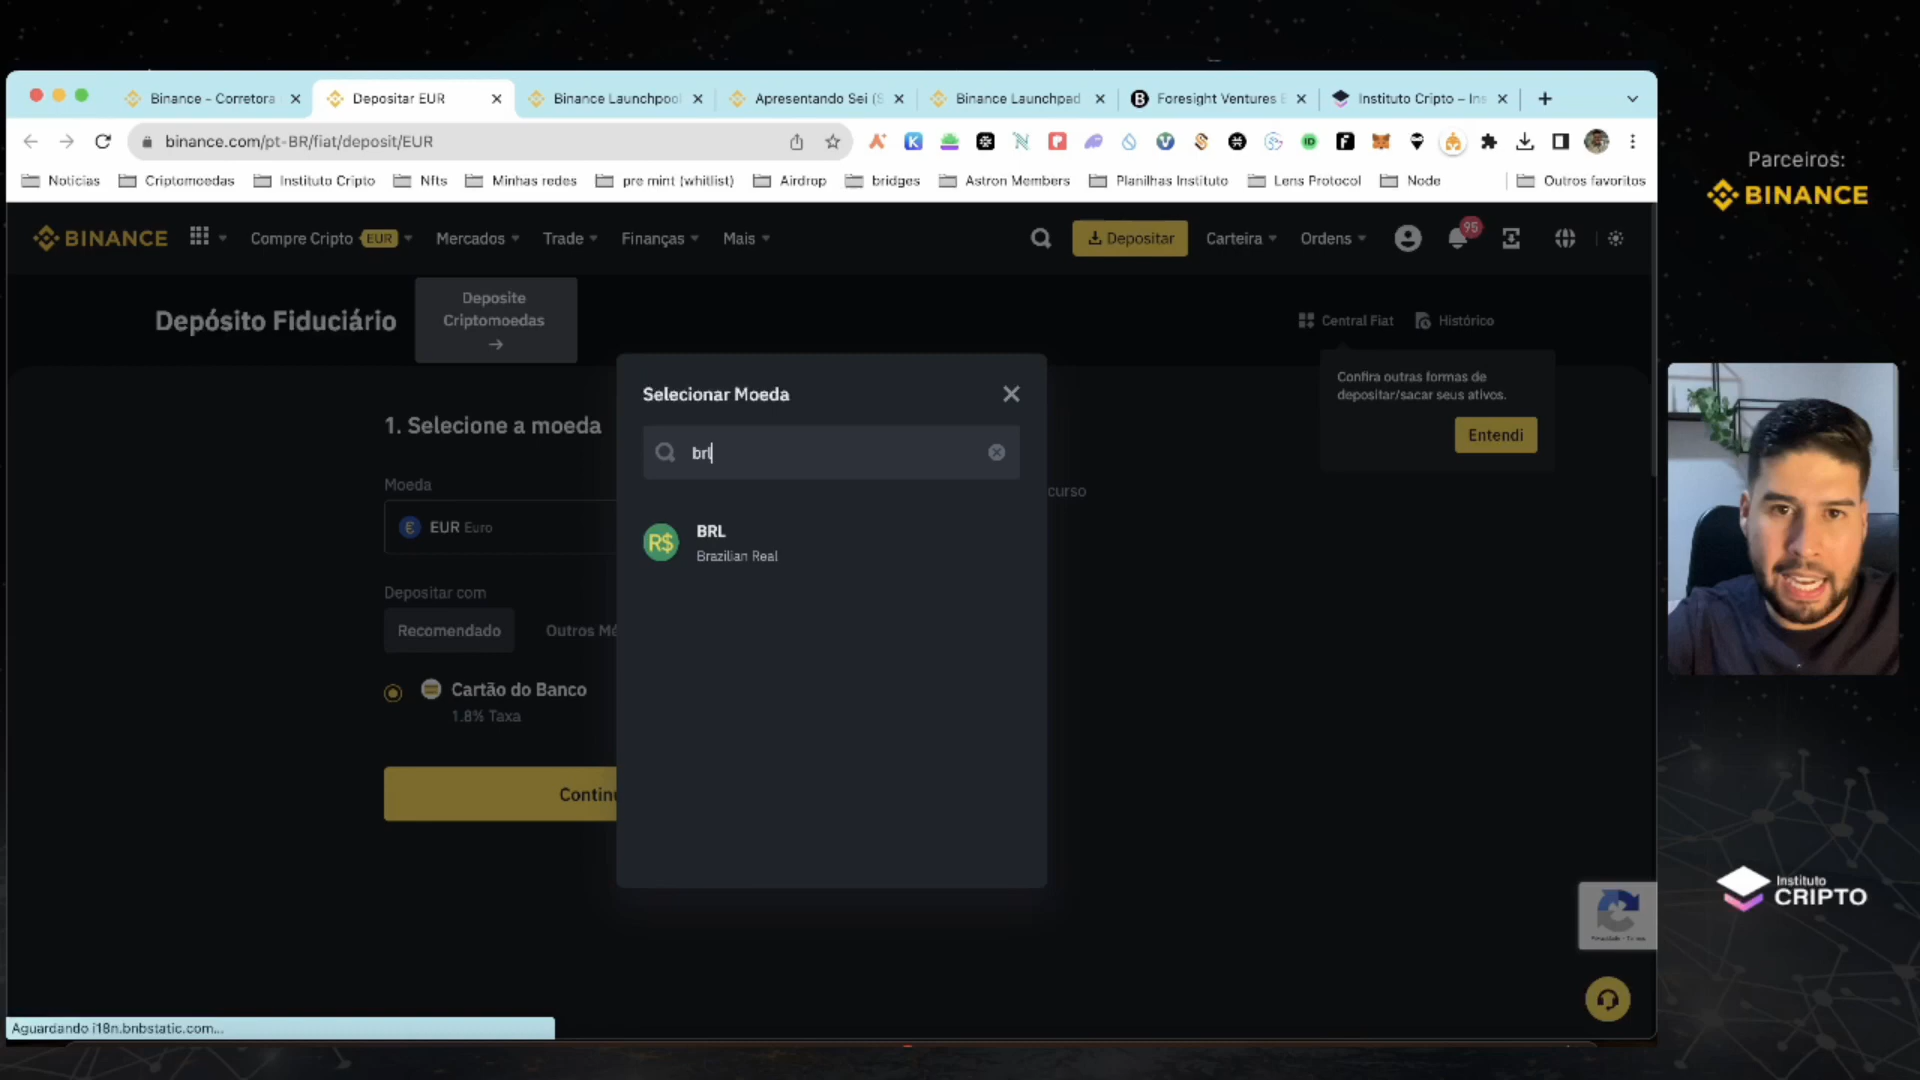 Binance - Corretora
Depositar EUR
Binance Launchpool
Apresentando Sei (S
Binance Launchpad
Foresight Ventures E
Instituto Cripto – Ins
binance.com/pt-BR/fiat/deposit/EUR
Notícias
Criptomoedas
Instituto Cripto
Nfts
Minhas redes
pre mint (whitlist)
Airdrop
bridges
Astron Members
Planilhas Instituto
Lens Protocol
Node
Outros favoritos
Parceiros:
BINANCE
BINANCE
Compre Cripto
EUR
Mercados
Trade
Finanças
Mais
Depositar
Carteira
Ordens
95
Depósito Fiduciário
Deposite
Criptomoedas
→
Central Fiat
Histórico
Confira outras formas de
depositar/sacar seus ativos.
Entendi
1. Selecione a moeda
Moeda
€ EUR Euro
Depositar com
Recomendado
Outros Mé
Cartão do Banco
1.8% Taxa
Continu
Selecionar Moeda
brl
R$
BRL
Brazilian Real
curso
Instituto
CRIPTO
Aguardando i18n.bnbstatic.com...